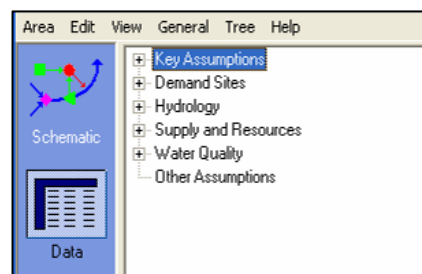 Area Edit View General Tree Help
Key Assumptions
Demand Sites
Hydrology
Supply and Resources
Water Quality
Other Assumptions
Schematic
Data